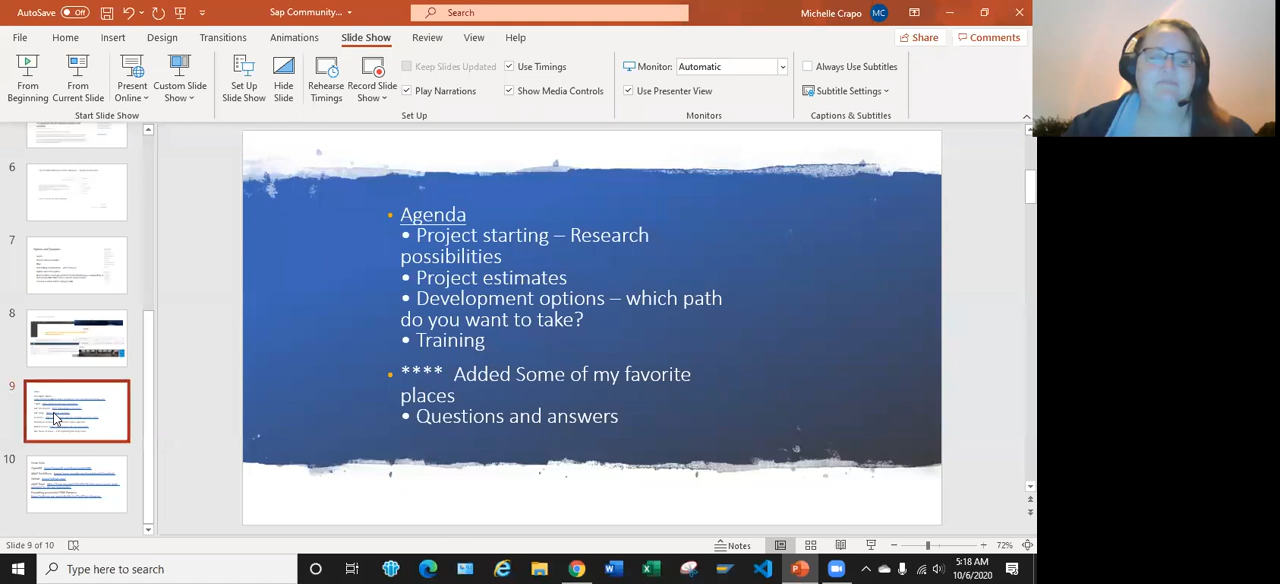 AutoSave Off Sap Community... Search Michelle Crapo MC
File Home Insert Design Transitions Animations Slide Show Review View Help Share Comments
From Beginning
From Current Slide
Present Online
Custom Slide Show
Set Up Slide Show
Hide Slide
Rehearse Timings
Record Slide Show
Keep Slides Updated
Play Narrations
Use Timings
Show Media Controls
Monitor: Automatic
Use Presenter View
Always Use Subtitles
Subtitle Settings
Start Slide Show
Set Up
Monitors
Captions & Subtitles
6
7
8
9
10
• Agenda
• Project starting – Research
possibilities
• Project estimates
• Development options – which path
do you want to take?
• Training
• **** Added Some of my favorite
places
• Questions and answers
Slide 9 of 10
Notes
72%
Type here to search
5:18 AM
10/6/2020